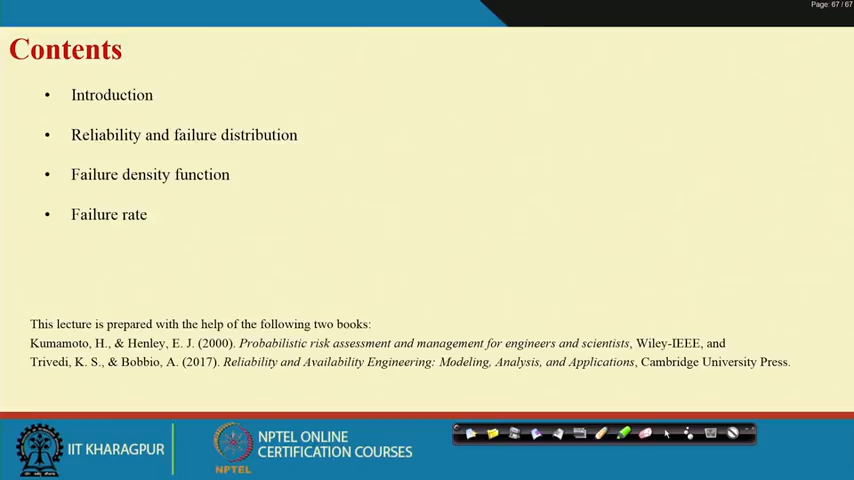 Page: 67 / 67
Contents
• Introduction
• Reliability and failure distribution
• Failure density function
• Failure rate
This lecture is prepared with the help of the following two books:
Kumamoto, H., & Henley, E. J. (2000). Probabilistic risk assessment and management for engineers and scientists, Wiley-IEEE, and
Trivedi, K. S., & Bobbio, A. (2017). Reliability and Availability Engineering: Modeling, Analysis, and Applications, Cambridge University Press.
IIT KHARAGPUR
NPTEL
NPTEL ONLINE
CERTIFICATION COURSES